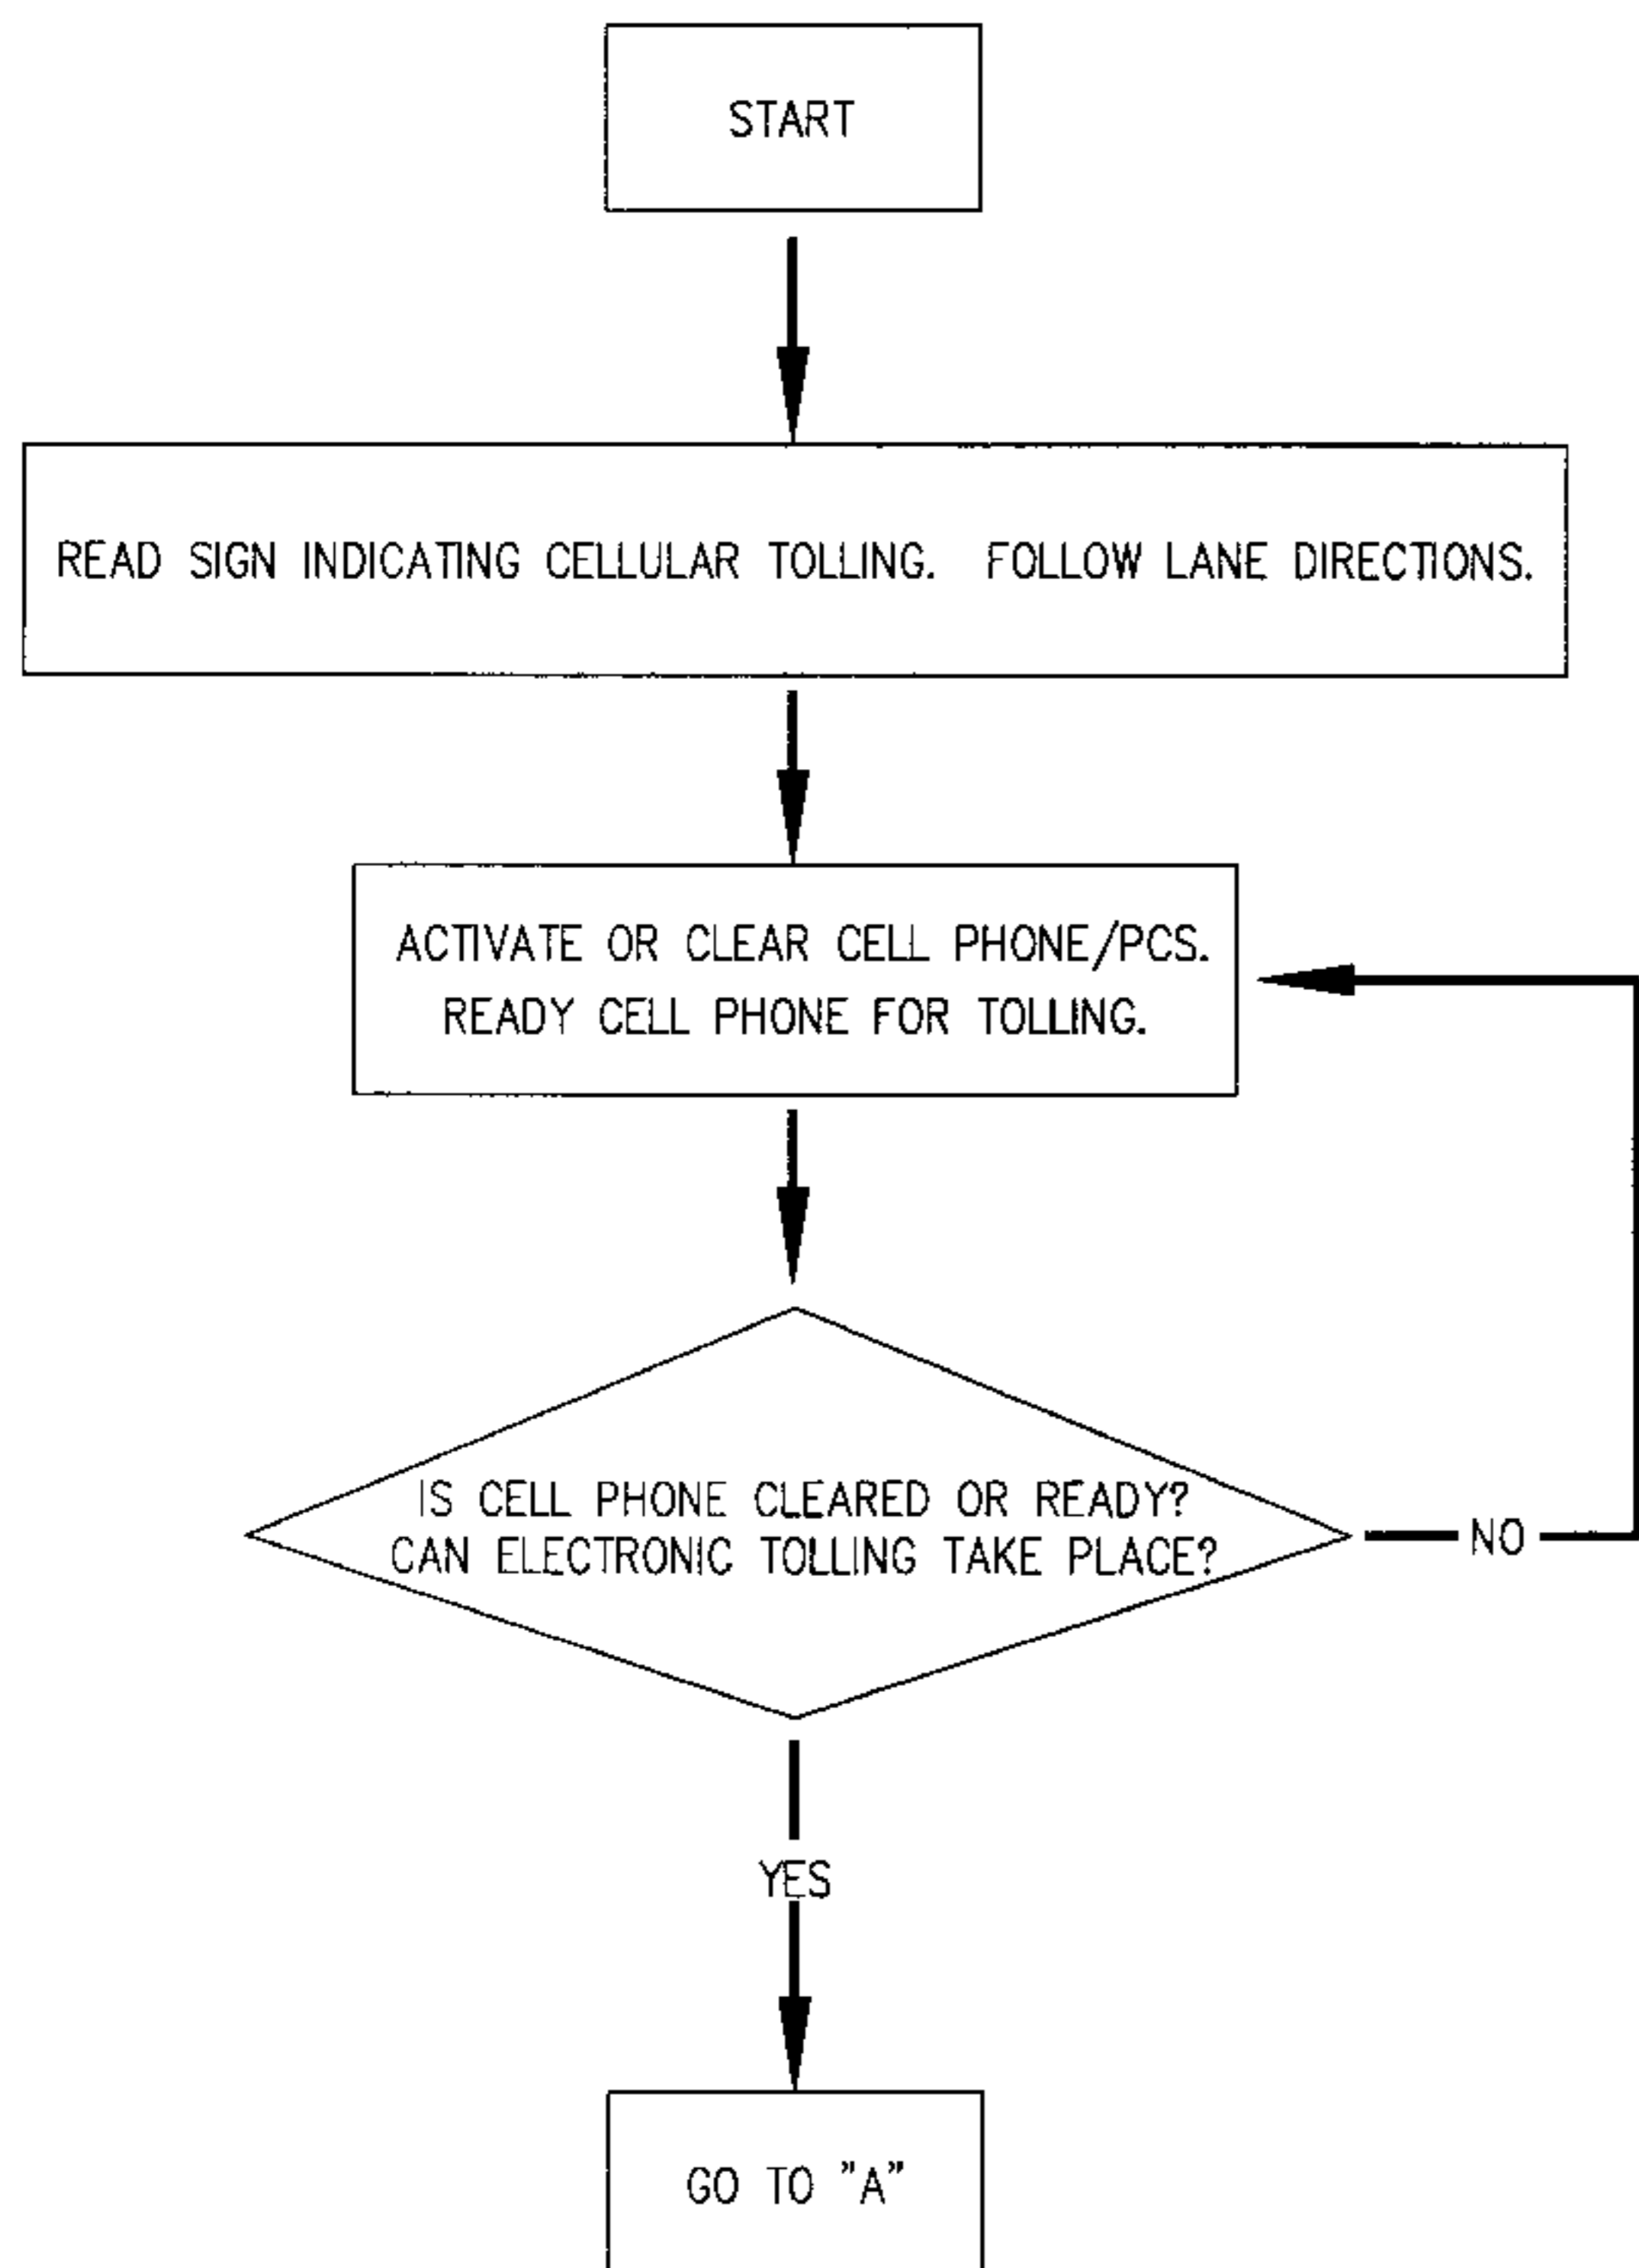 START
READ SIGN INDICATING CELLULAR TOLLING. FOLLOW LANE DIRECTIONS.
ACTIVATE OR CLEAR CELL PHONE/PCS.
READY CELL PHONE FOR TOLLING.
IS CELL PHONE CLEARED OR READY?
CAN ELECTRONIC TOLLING TAKE PLACE?
NO
YES
GO TO "A"